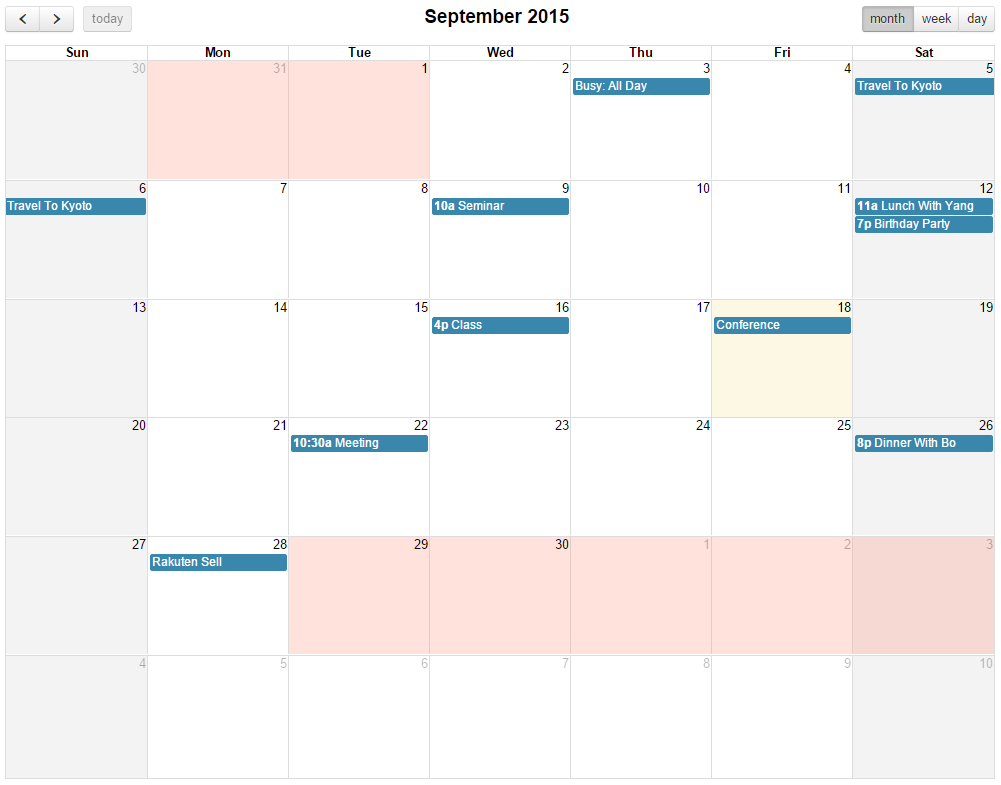 today
September 2015
month week day
Sun Mon Tue Wed Thu Fri Sat
30 31 1 2 3 4 5
Busy: All Day Travel To Kyoto
6 7 8 9 10 11 12
Travel To Kyoto 10a Seminar 11a Lunch With Yang
7p Birthday Party
13 14 15 16 17 18 19
4p Class Conference
20 21 22 23 24 25 26
10:30a Meeting 8p Dinner With Bo
27 28 29 30 1 2 3
Rakuten Sell
4 5 6 7 8 9 10